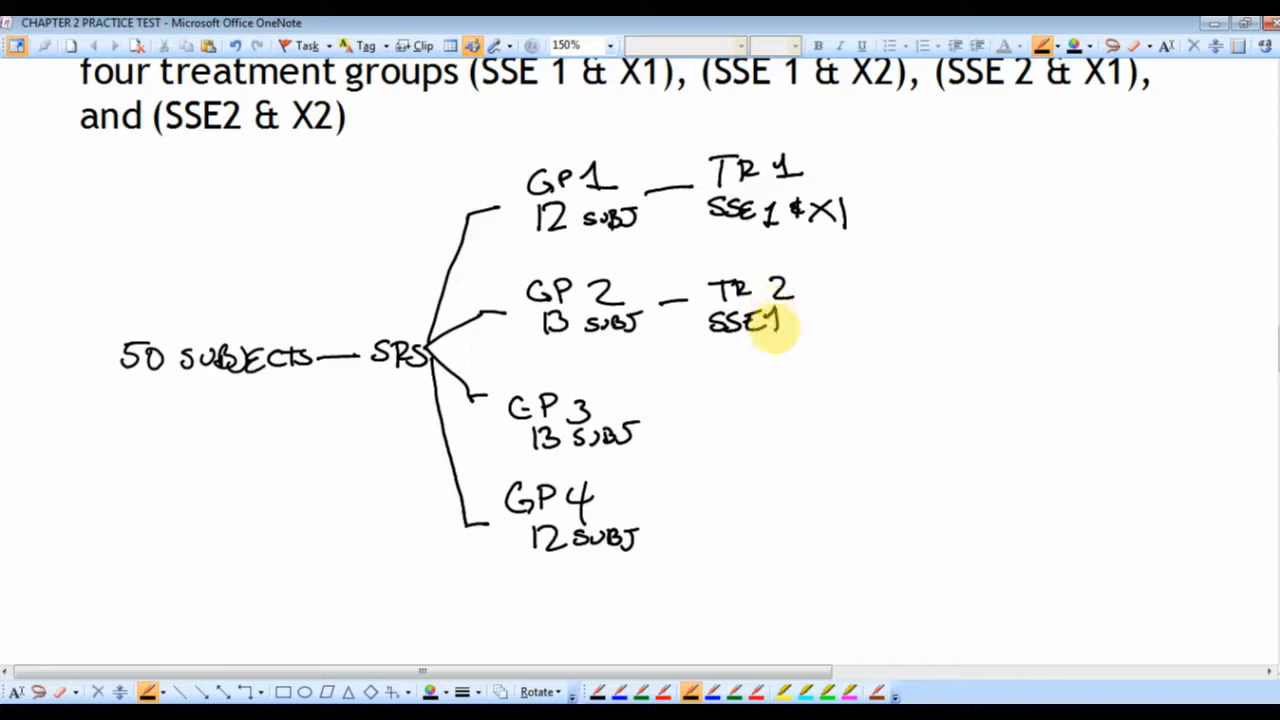 CHAPTER 2 PRACTICE TEST - Microsoft Office OneNote
Task Tag Clip 150% B I U A
four treatment groups (SSE 1 & X1), (SSE 1 & X2), (SSE 2 & X1),
and (SSE2 & X2)
GP 1 TR 1
12 SUBJ SSE 1 & X1
GP 2 TR 2
13 SUBJ SSE 1
50 SUBJECTS SRS
GP 3
13 SUBJ
GP 4
12 SUBJ
Rotate